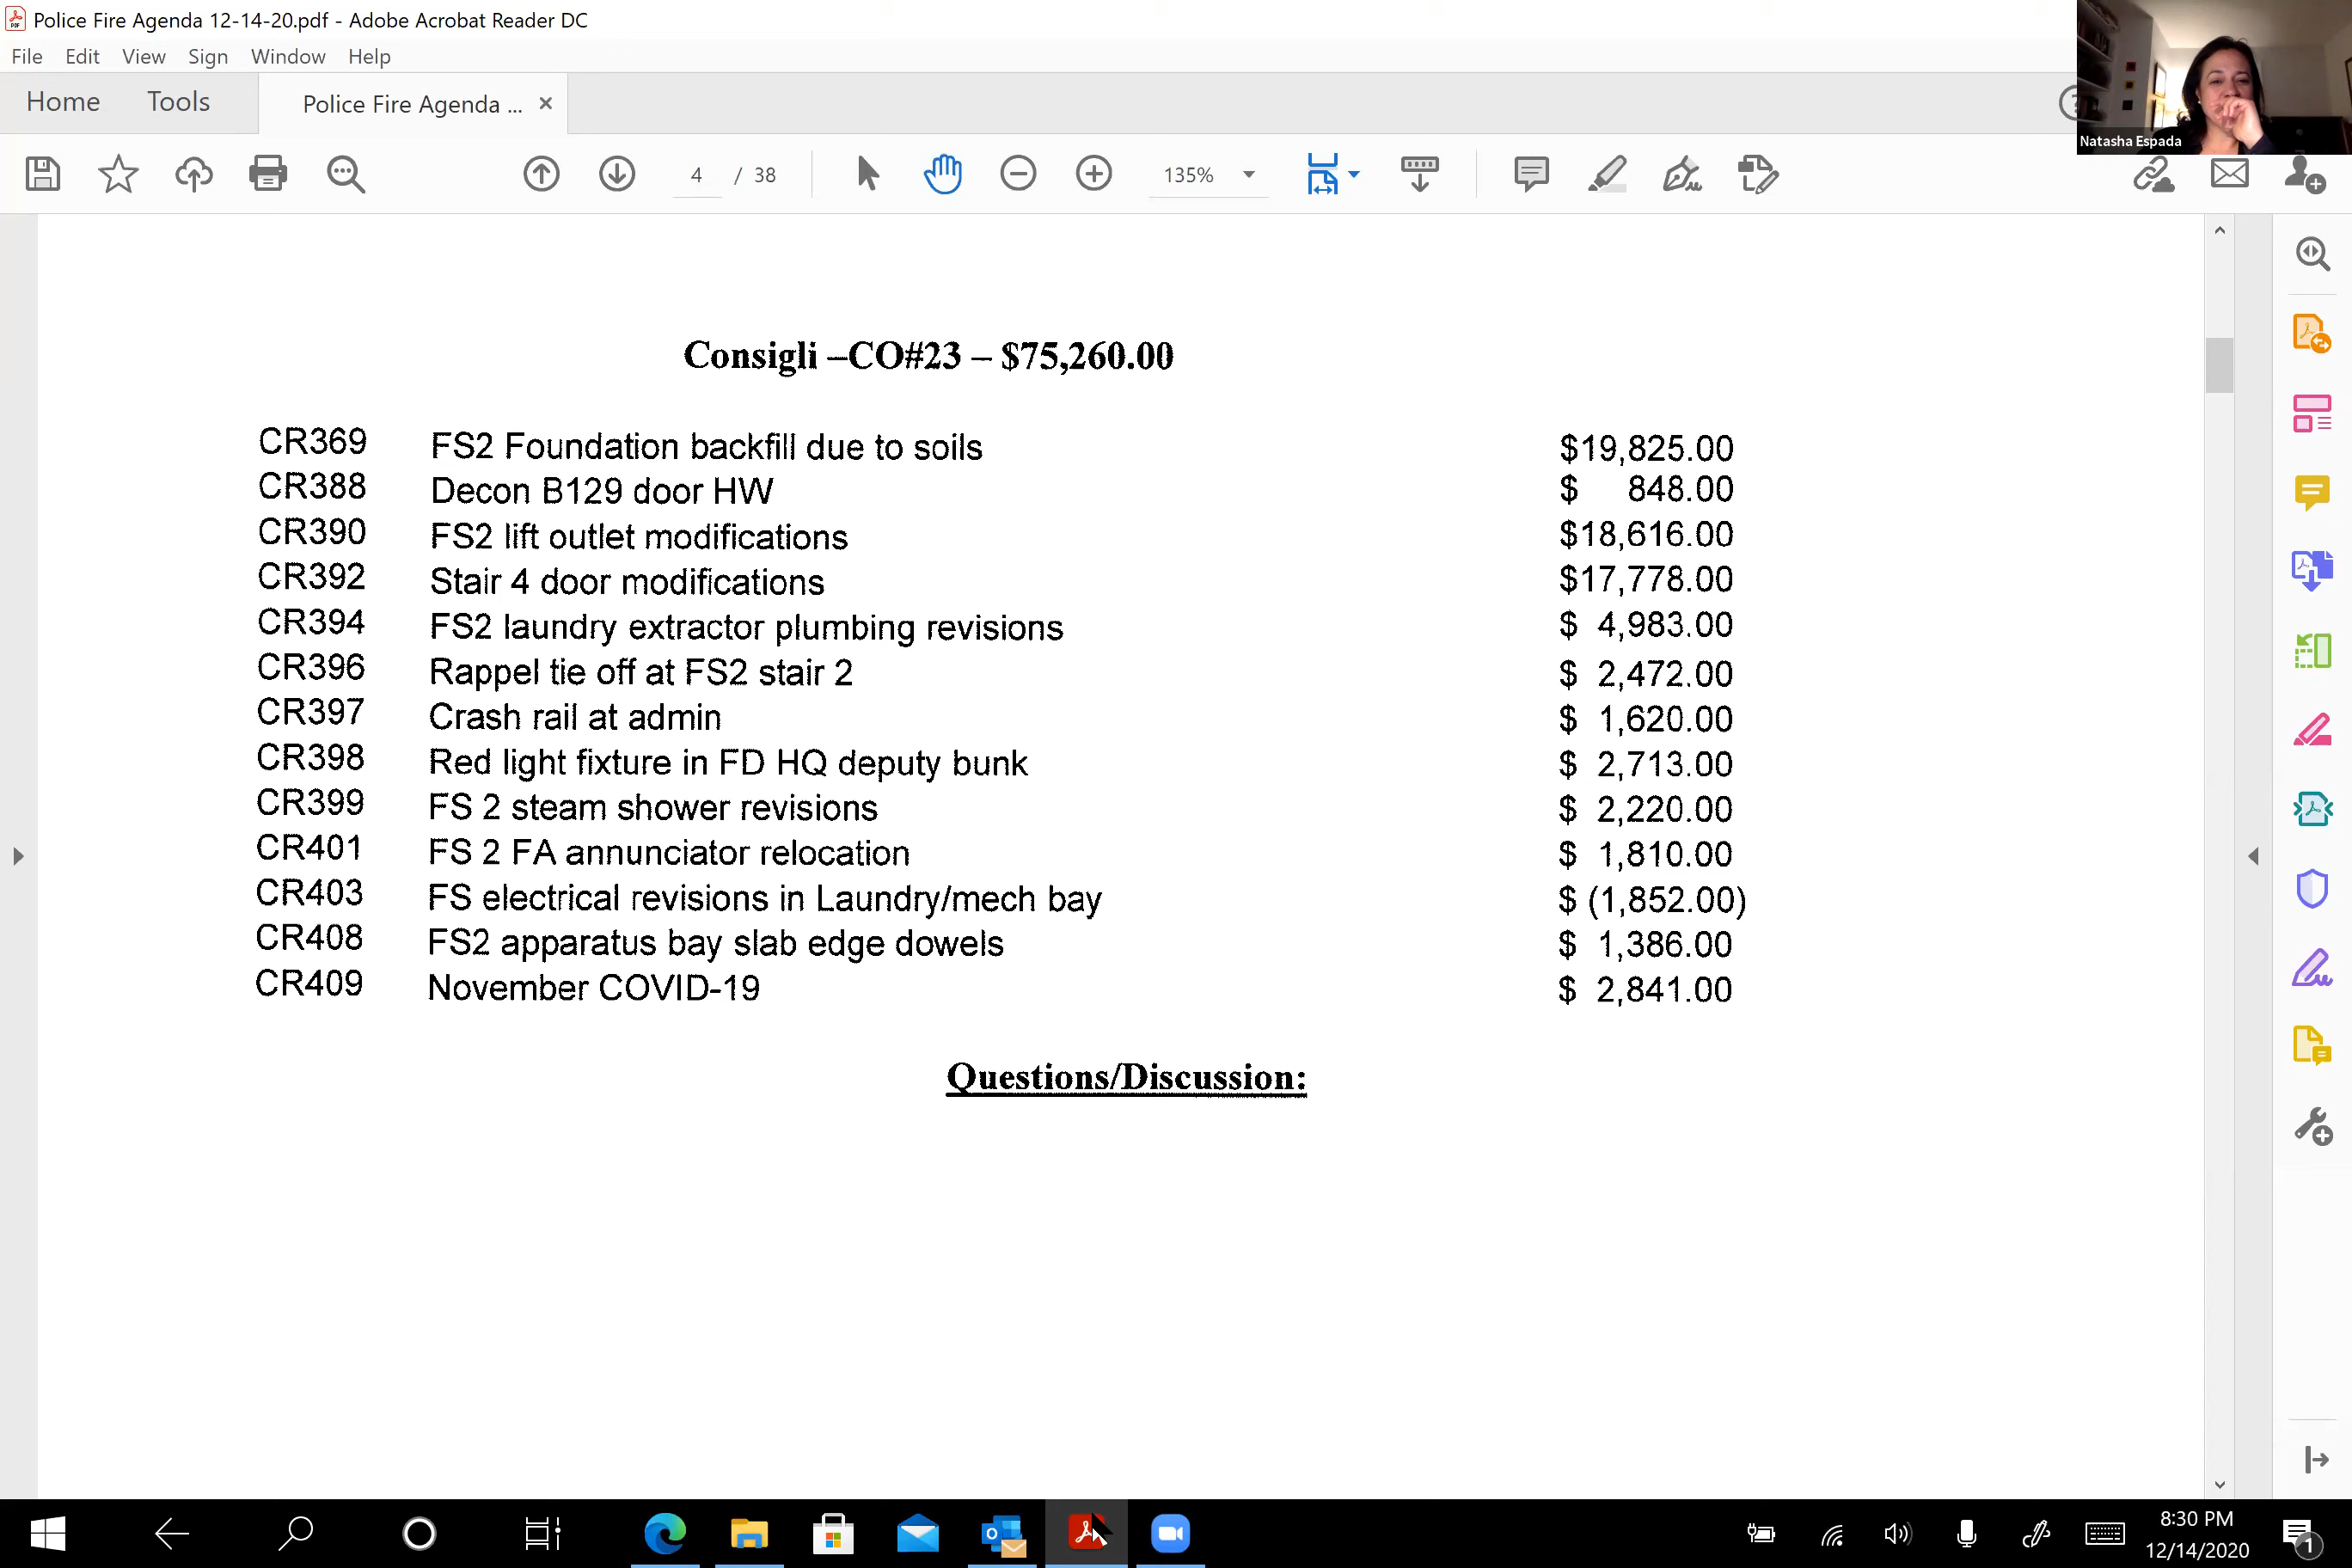 Police Fire Agenda 12-14-20.pdf - Adobe Acrobat Reader DC
File Edit View Sign Window Help
Home Tools Police Fire Agenda ... ×
Natasha Espada
4 / 38 135%
Consigli –CO#23 – $75,260.00
CR369 FS2 Foundation backfill due to soils $19,825.00
CR388 Decon B129 door HW $ 848.00
CR390 FS2 lift outlet modifications $18,616.00
CR392 Stair 4 door modifications $17,778.00
CR394 FS2 laundry extractor plumbing revisions $ 4,983.00
CR396 Rappel tie off at FS2 stair 2 $ 2,472.00
CR397 Crash rail at admin $ 1,620.00
CR398 Red light fixture in FD HQ deputy bunk $ 2,713.00
CR399 FS 2 steam shower revisions $ 2,220.00
CR401 FS 2 FA annunciator relocation $ 1,810.00
CR403 FS electrical revisions in Laundry/mech bay $ (1,852.00)
CR408 FS2 apparatus bay slab edge dowels $ 1,386.00
CR409 November COVID-19 $ 2,841.00
Questions/Discussion:
8:30 PM
12/14/2020
1